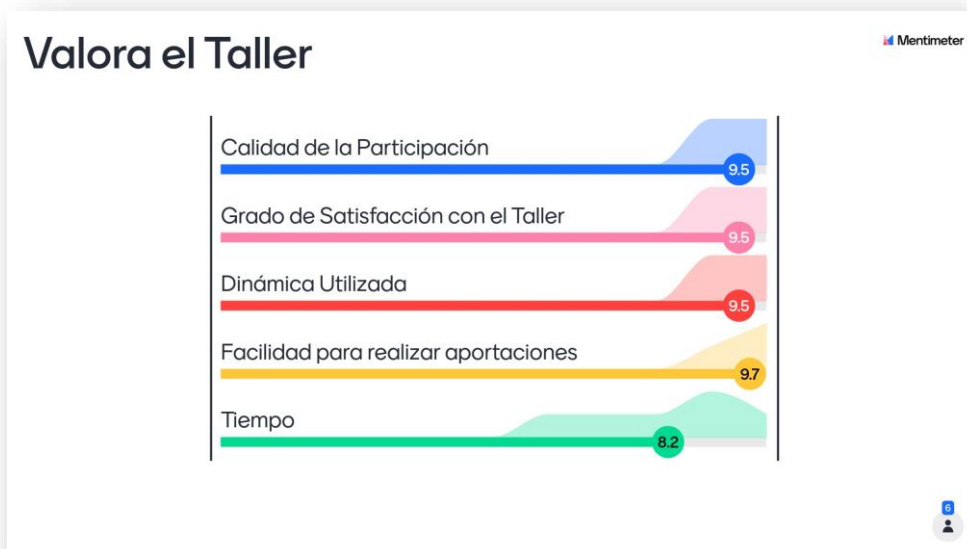 Valora el Taller
Mentimeter
Calidad de la Participación
9.5
Grado de Satisfacción con el Taller
9.5
Dinámica Utilizada
9.5
Facilidad para realizar aportaciones
9.7
Tiempo
8.2
6